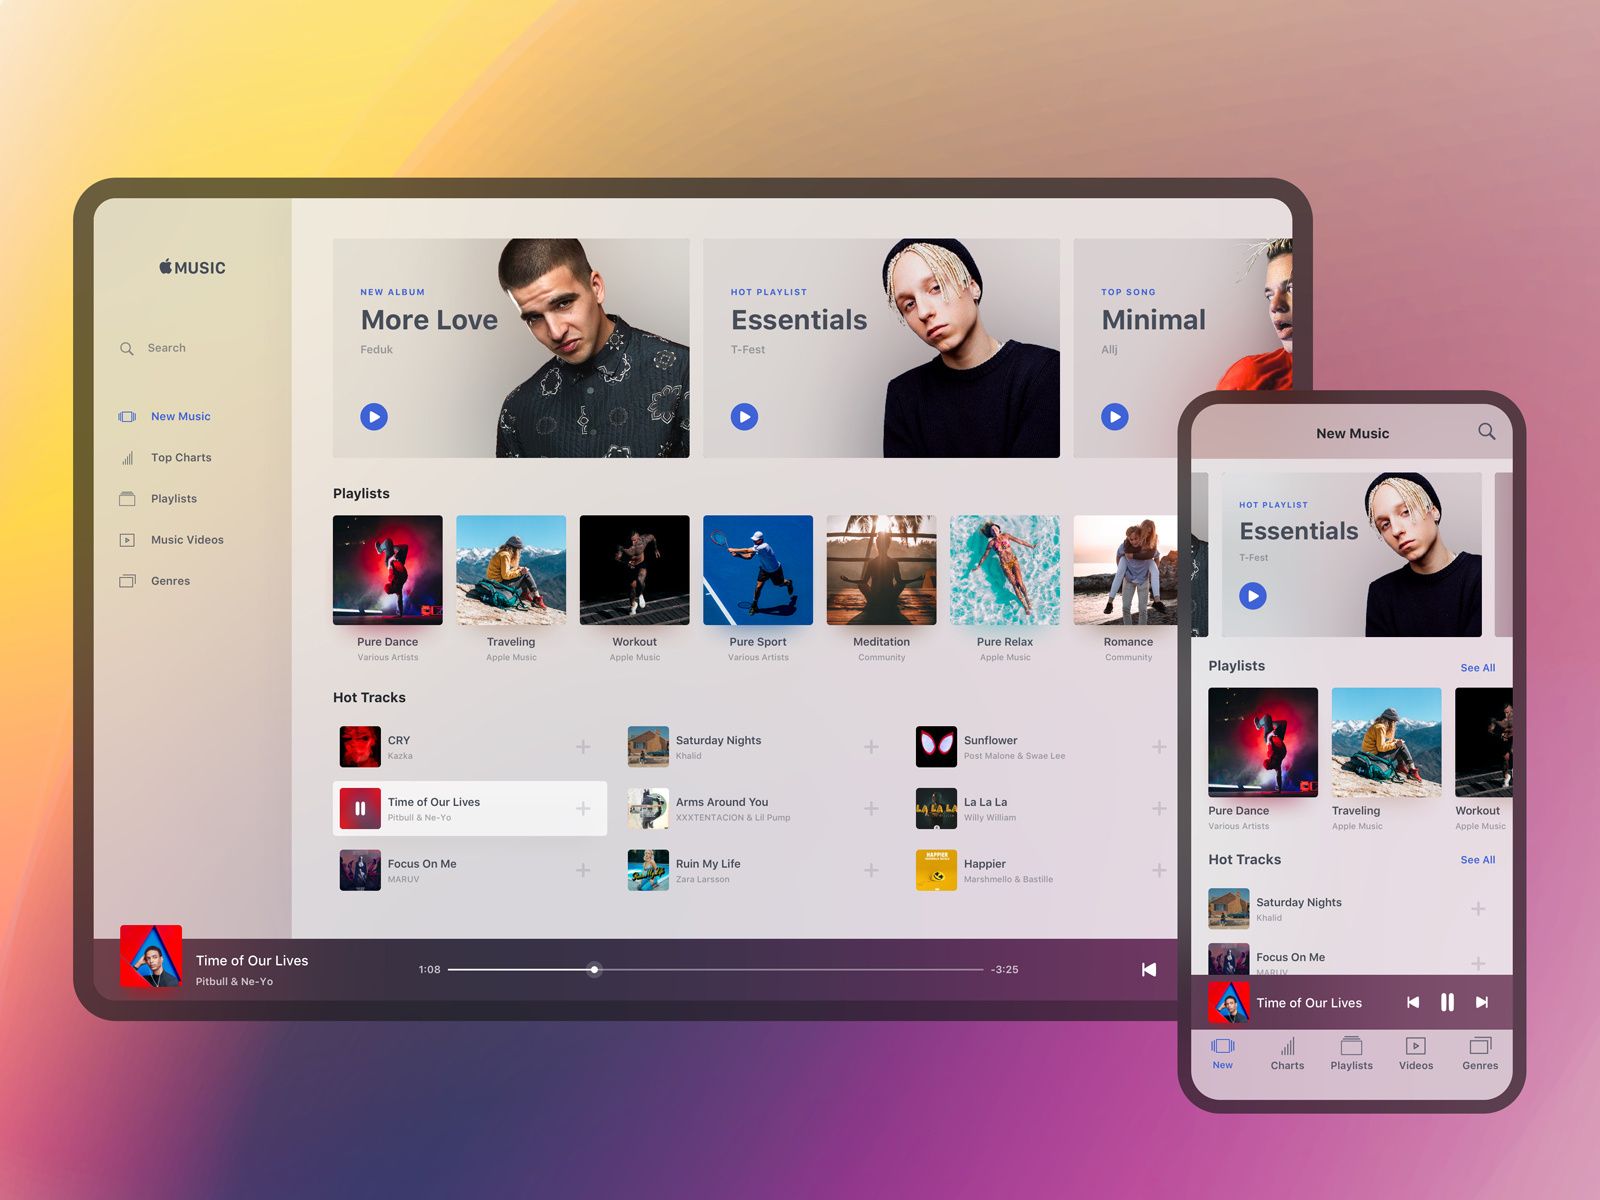 MUSIC
Search
New Music
Top Charts
Playlists
Music Videos
Genres
NEW ALBUM
More Love
Feduk
HOT PLAYLIST
Essentials
T-Fest
TOP SONG
Minimal
Allj
Playlists
Pure Dance
Various Artists
Traveling
Apple Music
Workout
Apple Music
Pure Sport
Various Artists
Meditation
Community
Pure Relax
Apple Music
Romance
Community
Hot Tracks
CRY
Kazka
Saturday Nights
Khalid
Sunflower
Post Malone & Swae Lee
Time of Our Lives
Pitbull & Ne-Yo
Arms Around You
XXXTENTACION & Lil Pump
LA LA LA
La La La
Willy William
Focus On Me
MARUV
Ruin My Life
Zara Larsson
HAPPIER
Happier
Marshmello & Bastille
Time of Our Lives
Pitbull & Ne-Yo
1:08
-3:25
New Music
HOT PLAYLIST
Essentials
T-Fest
Playlists
See All
Pure Dance
Various Artists
Traveling
Apple Music
Workout
Apple Music
Hot Tracks
See All
Saturday Nights
Khalid
Focus On Me
MARUV
Time of Our Lives
New
Charts
Playlists
Videos
Genres